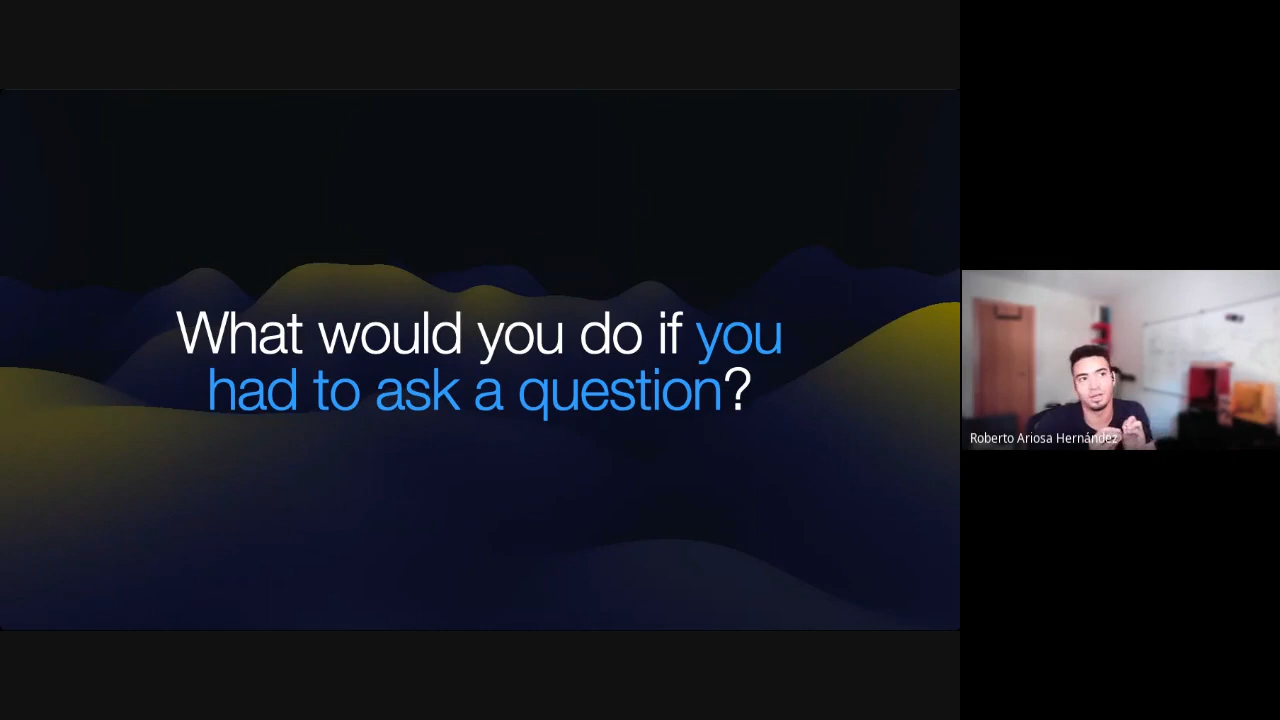 What would you do if you
had to ask a question?
Roberto Ariosa Hernández